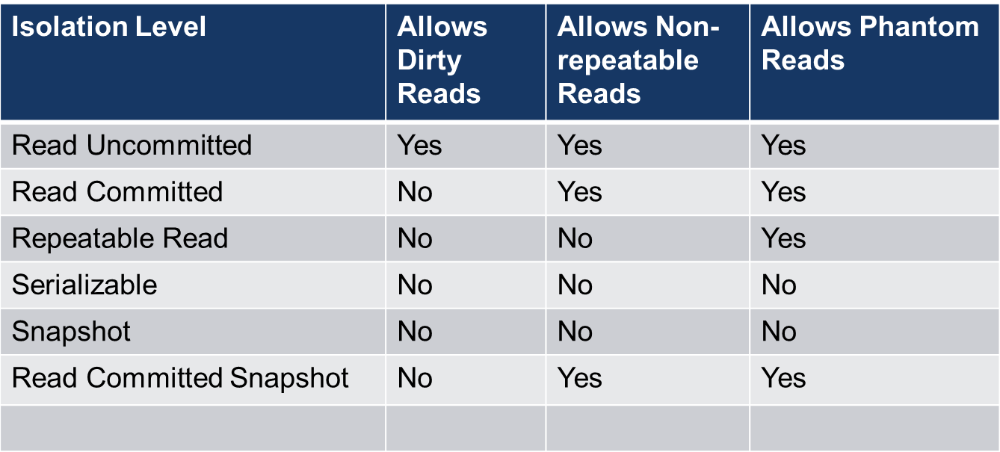 Isolation Level
Allows
Dirty
Reads
Allows Non-
repeatable
Reads
Allows Phantom
Reads
Read Uncommitted Yes Yes Yes
Read Committed No Yes Yes
Repeatable Read No No Yes
Serializable No No No
Snapshot No No No
Read Committed Snapshot No Yes Yes